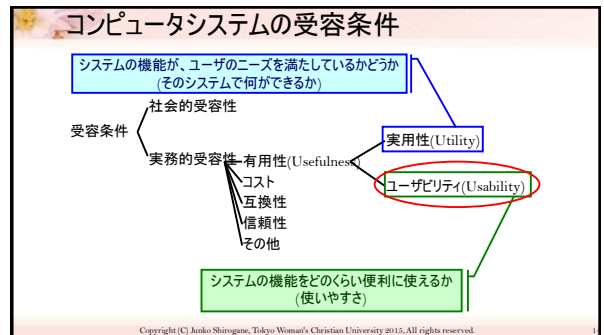 コンピュータシステムの受容条件
システムの機能が、ユーザのニーズを満たしているかどうか
(そのシステムで何ができるか)
社会的受容性
受容条件
実用性(Utility)
実務的受容性
有用性(Usefulness)
コスト
ユーザビリティ(Usability)
互換性
信頼性
その他
システムの機能をどのくらい便利に使えるか
(使いやすさ)
Copyright (C) Junko Shirogane, Tokyo Woman's Christian University 2015, All rights reserved.